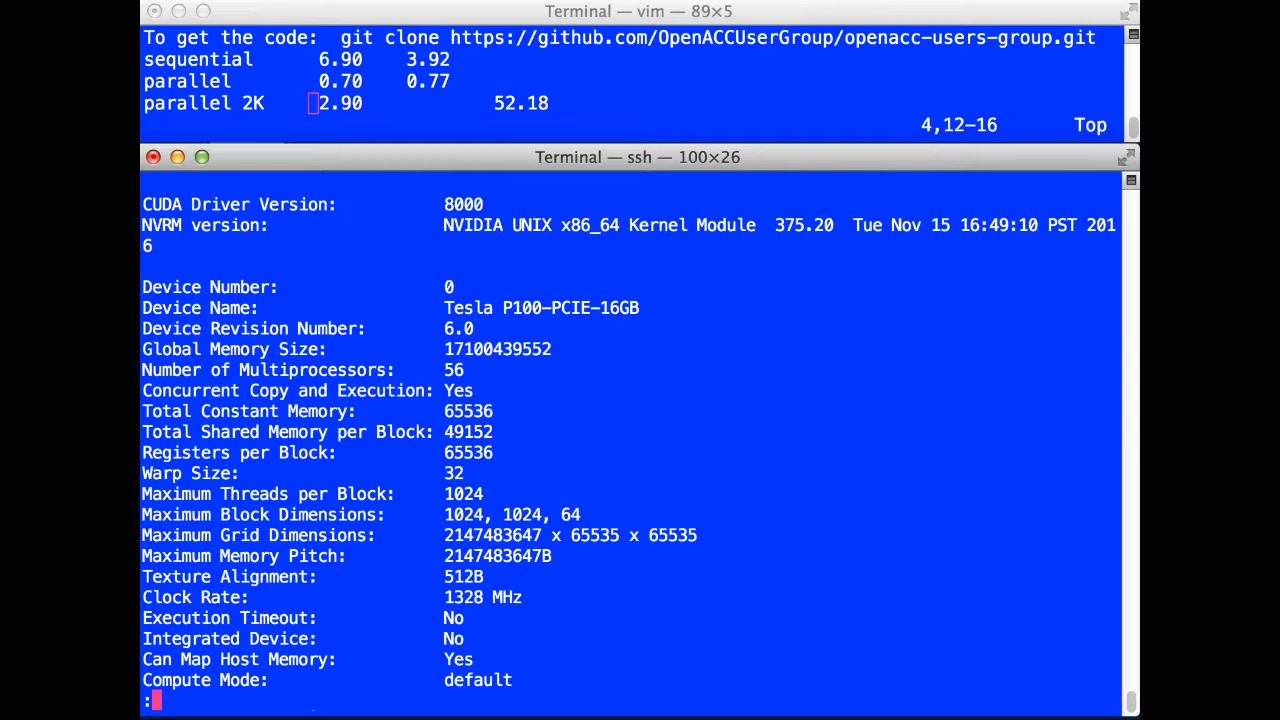 Terminal — vim — 89×5
To get the code:  git clone https://github.com/OpenACCUserGroup/openacc-users-group.git
sequential      6.90    3.92
parallel        0.70    0.77
parallel 2K     2.90            52.18
4,12-16       Top
Terminal — ssh — 100×26
CUDA Driver Version:           8000
NVRM version:                  NVIDIA UNIX x86_64 Kernel Module  375.20  Tue Nov 15 16:49:10 PST 201
6
Device Number:                 0
Device Name:                   Tesla P100-PCIE-16GB
Device Revision Number:        6.0
Global Memory Size:            17100439552
Number of Multiprocessors:     56
Concurrent Copy and Execution: Yes
Total Constant Memory:         65536
Total Shared Memory per Block: 49152
Registers per Block:           65536
Warp Size:                     32
Maximum Threads per Block:     1024
Maximum Block Dimensions:      1024, 1024, 64
Maximum Grid Dimensions:       2147483647 x 65535 x 65535
Maximum Memory Pitch:          2147483647B
Texture Alignment:             512B
Clock Rate:                    1328 MHz
Execution Timeout:             No
Integrated Device:             No
Can Map Host Memory:           Yes
Compute Mode:                  default
: